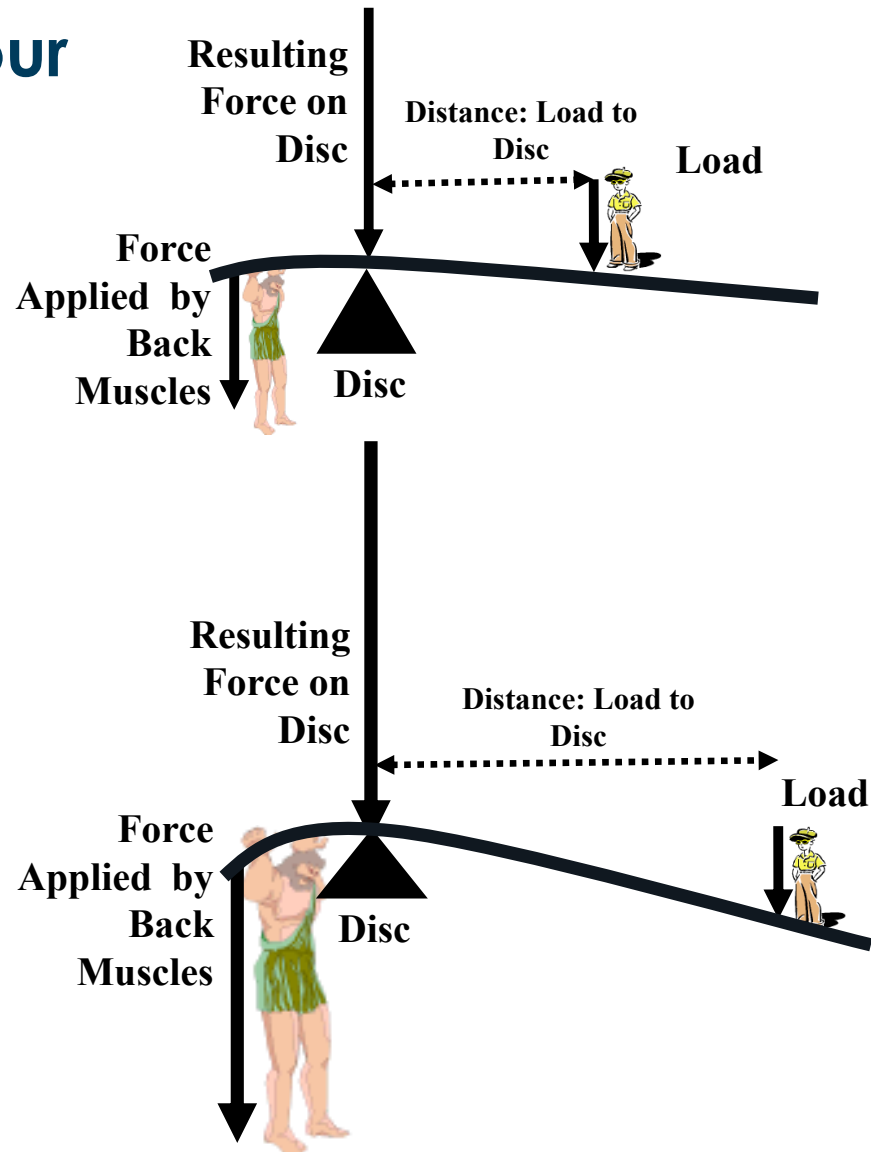 our
Resulting
Force on
Disc
Distance: Load to
Disc
Load
Force
Applied by
Back
Muscles
Disc
Resulting
Force on
Disc
Distance: Load to
Disc
Load
Force
Applied by
Back
Muscles
Disc